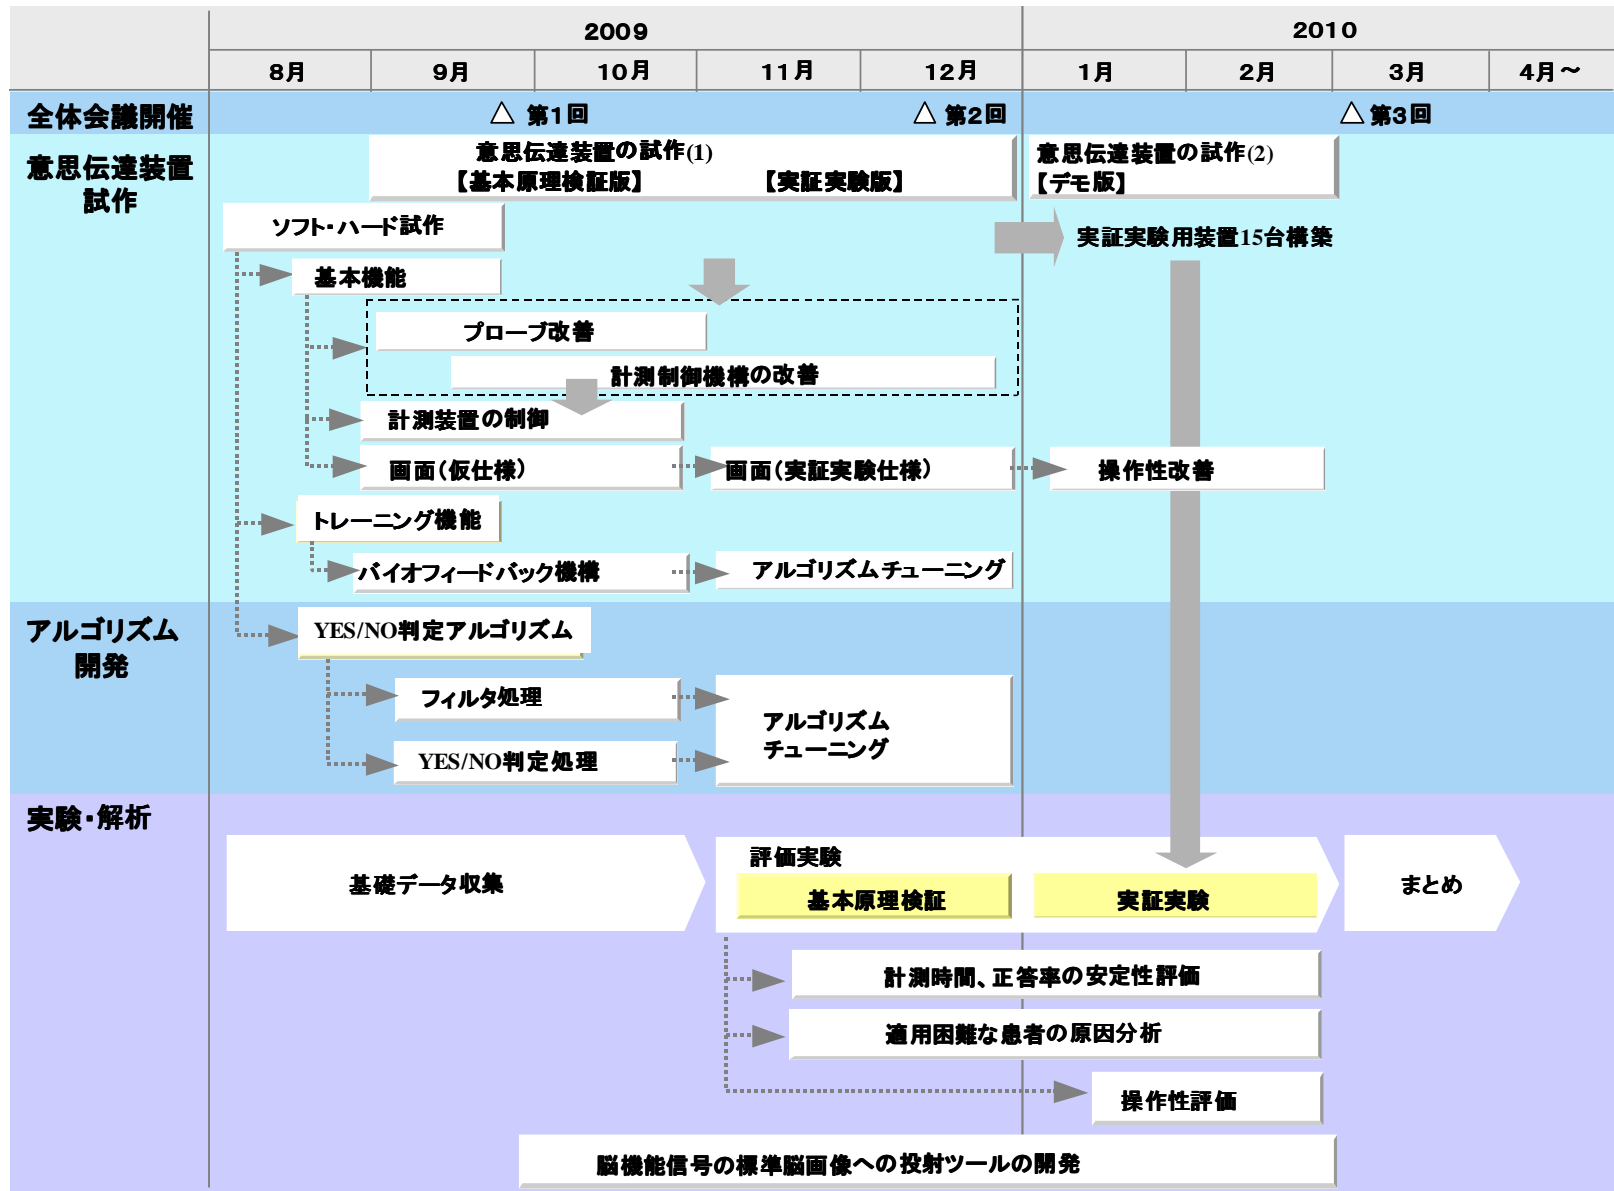 2009
2010
8月
9月
10月
11月
12月
1月
2月
3月
4月～
全体会議開催
△ 第1回
△ 第2回
△ 第3回
意思伝達装置
試作
意思伝達装置の試作(1)
【基本原理検証版】
【実証実験版】
意思伝達装置の試作(2)
【デモ版】
ソフト・ハード試作
実証実験用装置15台構築
基本機能
プローブ改善
計測制御機構の改善
計測装置の制御
画面（仮仕様）
画面（実証実験仕様）
操作性改善
トレーニング機能
バイオフィードバック機構
アルゴリズムチューニング
アルゴリズム
開発
YES/NO判定アルゴリズム
フィルタ処理
アルゴリズム
チューニング
YES/NO判定処理
実験・解析
基礎データ収集
評価実験
基本原理検証
実証実験
まとめ
計測時間、正答率の安定性評価
適用困難な患者の原因分析
操作性評価
脳機能信号の標準脳画像への投射ツールの開発